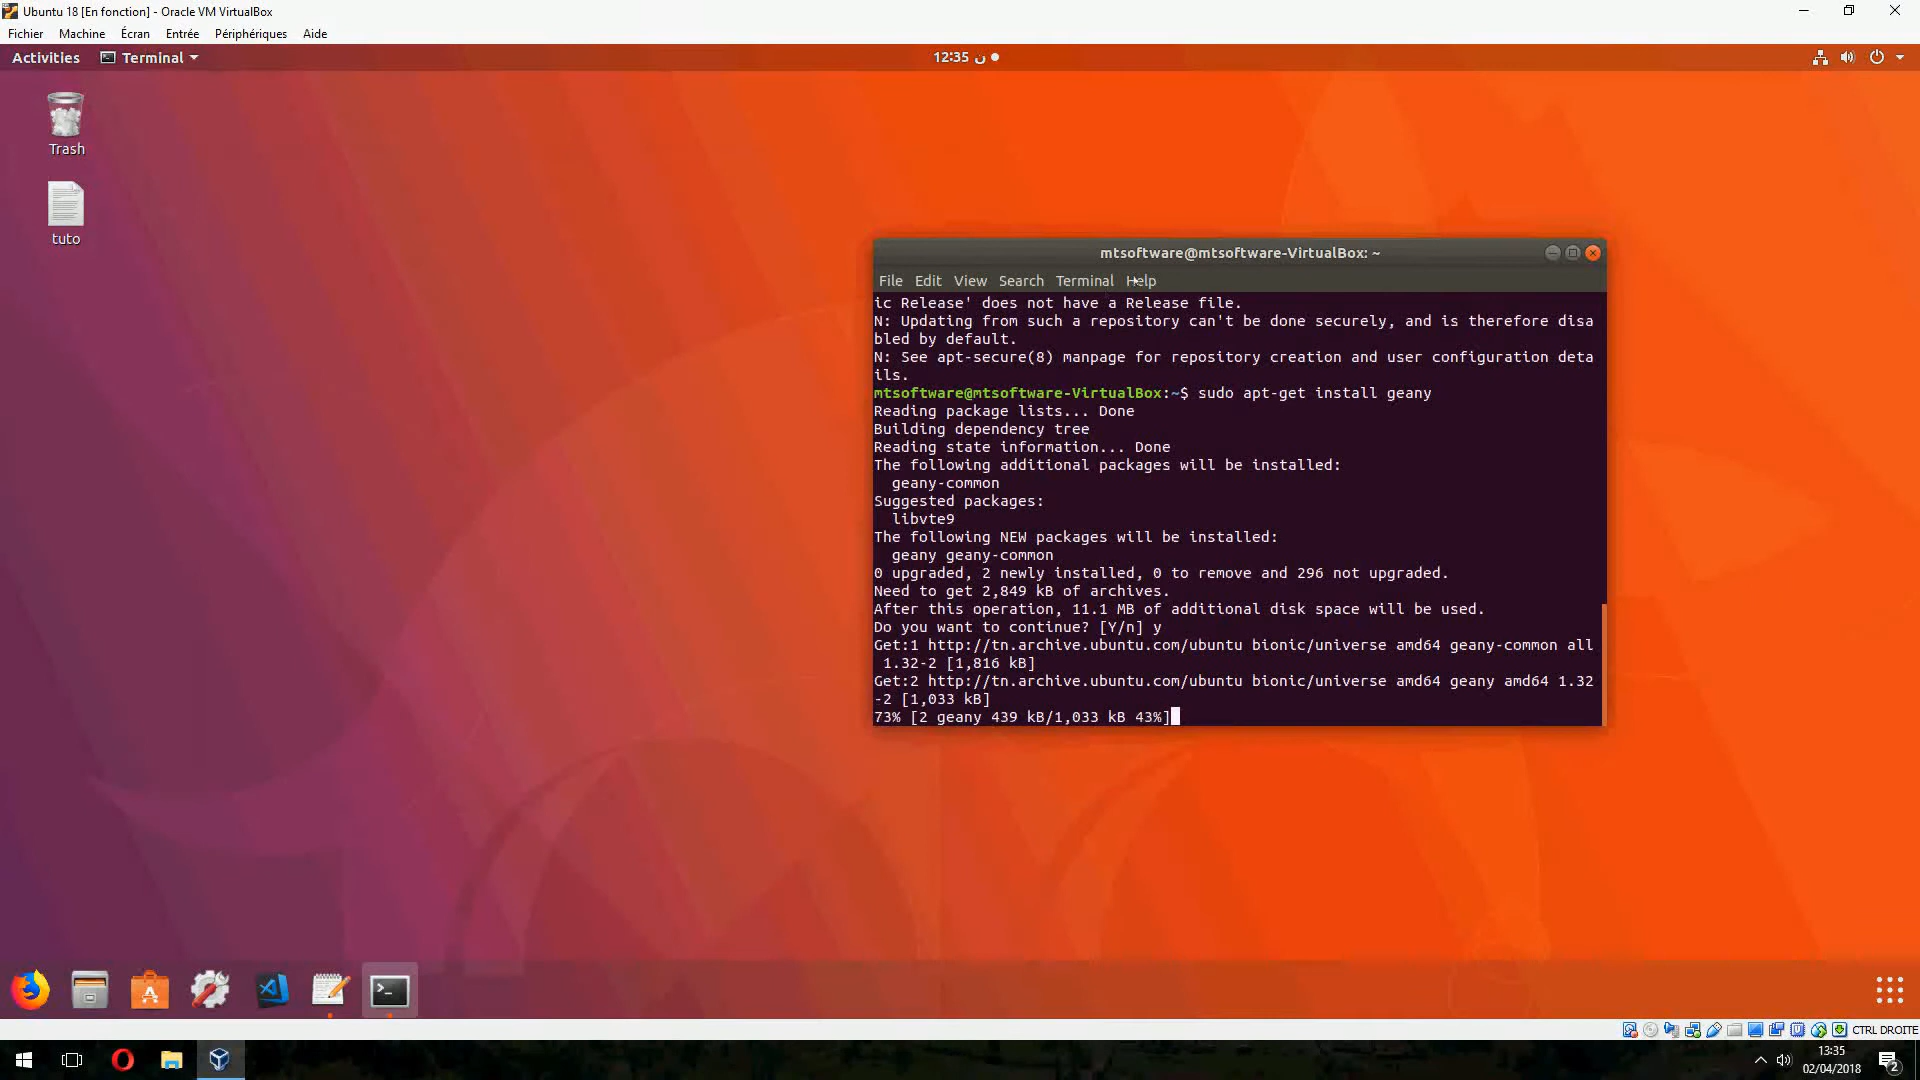 Ubuntu 18 [En fonction] - Oracle VM VirtualBox
Fichier Machine Écran Entrée Périphériques Aide
Activities Terminal 12:35 ن
Trash
tuto
mtsoftware@mtsoftware-VirtualBox: ~
File Edit View Search Terminal Help
ic Release' does not have a Release file.
N: Updating from such a repository can't be done securely, and is therefore disa
bled by default.
N: See apt-secure(8) manpage for repository creation and user configuration deta
ils.
mtsoftware@mtsoftware-VirtualBox:~$ sudo apt-get install geany
Reading package lists... Done
Building dependency tree
Reading state information... Done
The following additional packages will be installed:
geany-common
Suggested packages:
libvte9
The following NEW packages will be installed:
geany geany-common
0 upgraded, 2 newly installed, 0 to remove and 296 not upgraded.
Need to get 2,849 kB of archives.
After this operation, 11.1 MB of additional disk space will be used.
Do you want to continue? [Y/n] y
Get:1 http://tn.archive.ubuntu.com/ubuntu bionic/universe amd64 geany-common all
1.32-2 [1,816 kB]
Get:2 http://tn.archive.ubuntu.com/ubuntu bionic/universe amd64 geany amd64 1.32
-2 [1,033 kB]
73% [2 geany 439 kB/1,033 kB 43%]
CTRL DROITE
13:35
02/04/2018
2